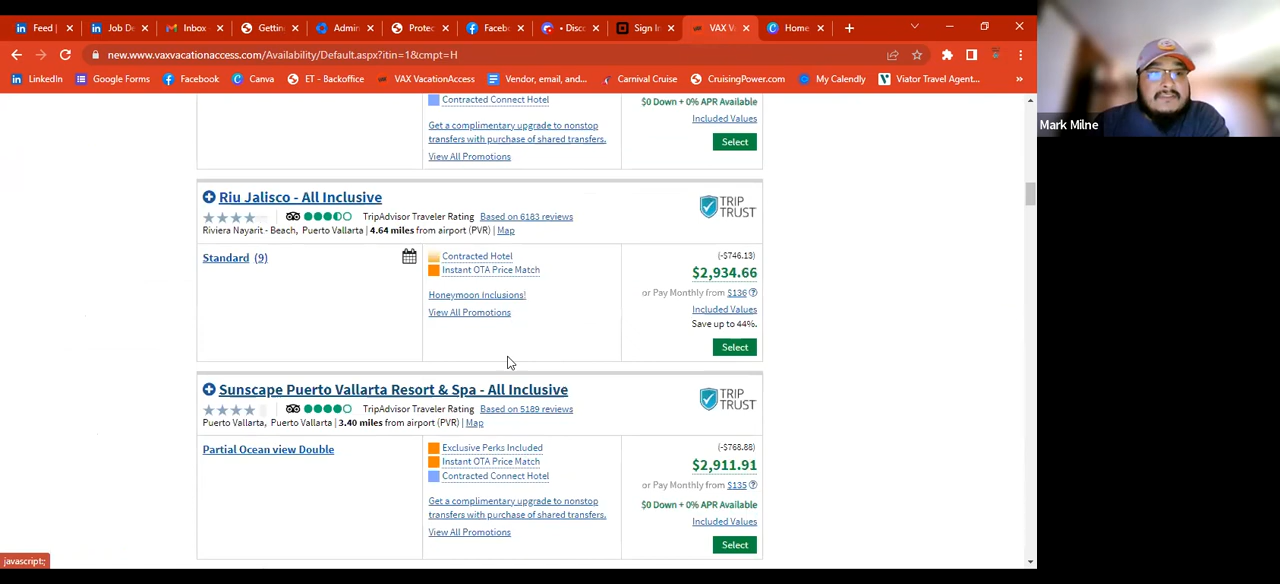 Feed |
Job De
Inbox
Gettin
Admin
Protec
Facebo
• Disco
Sign In
VAX V
Home
new.vaxvacationaccess.com/Availability/Default.aspx?itin=1&cmpt=H
LinkedIn
Google Forms
Facebook
Canva
ET - Backoffice
VAX VacationAccess
Vendor, email, and...
Carnival Cruise
CruisingPower.com
My Calendly
Viator Travel Agent...
»
Mark Milne
Contracted Connect Hotel
$0 Down + 0% APR Available
Included Values
Get a complimentary upgrade to nonstop
transfers with purchase of shared transfers.
View All Promotions
Select
Riu Jalisco - All Inclusive
TRIP TRUST
TripAdvisor Traveler Rating Based on 6183 reviews
Riviera Nayarit - Beach, Puerto Vallarta | 4.64 miles from airport (PVR) | Map
Standard (9)
Contracted Hotel
Instant OTA Price Match
Honeymoon Inclusions!
View All Promotions
(-$746.13)
$2,934.66
or Pay Monthly from $136
Included Values
Save up to 44%.
Select
Sunscape Puerto Vallarta Resort & Spa - All Inclusive
TRIP TRUST
TripAdvisor Traveler Rating Based on 5189 reviews
Puerto Vallarta, Puerto Vallarta | 3.40 miles from airport (PVR) | Map
Partial Ocean view Double
Exclusive Perks Included
Instant OTA Price Match
Contracted Connect Hotel
Get a complimentary upgrade to nonstop
transfers with purchase of shared transfers.
View All Promotions
(-$768.88)
$2,911.91
or Pay Monthly from $135
$0 Down + 0% APR Available
Included Values
Select
javascript:;